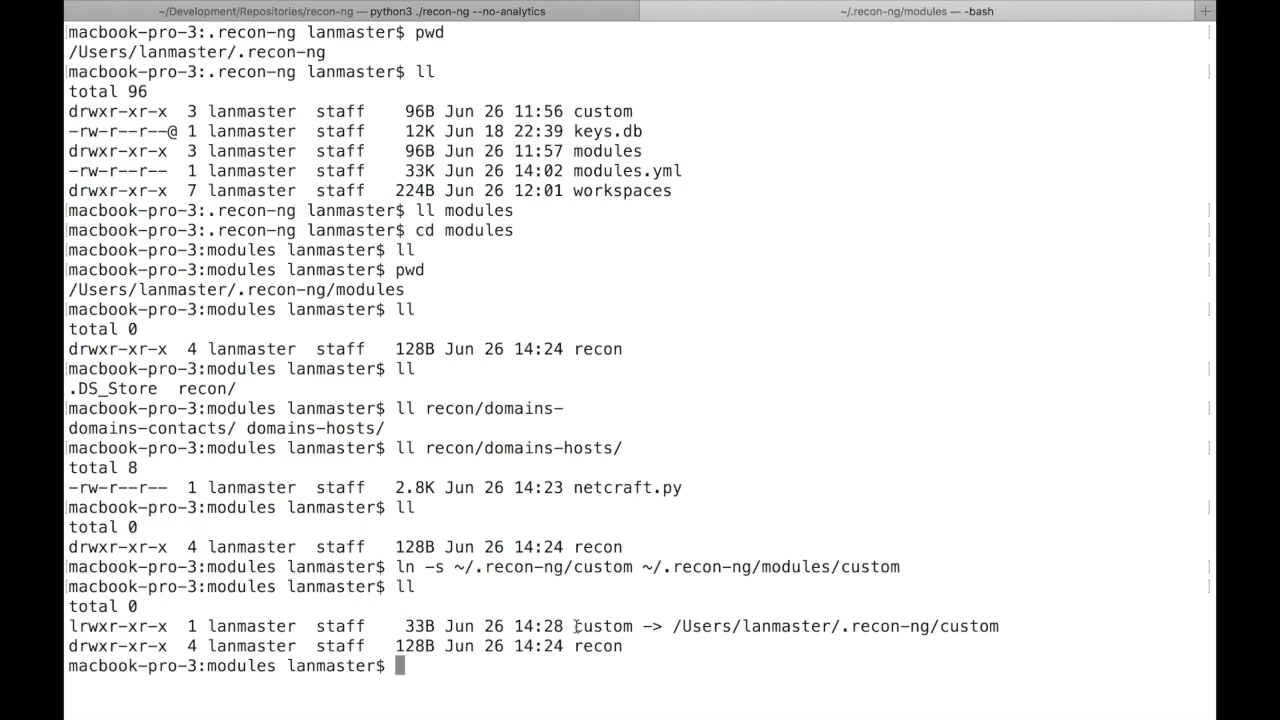 ~/Development/Repositories/recon-ng — python3 ./recon-ng --no-analytics
~/.recon-ng/modules — -bash
macbook-pro-3:.recon-ng lanmaster$ pwd
/Users/lanmaster/.recon-ng
macbook-pro-3:.recon-ng lanmaster$ ll
total 96
drwxr-xr-x  3 lanmaster  staff    96B Jun 26 11:56 custom
-rw-r--r--@ 1 lanmaster  staff    12K Jun 18 22:39 keys.db
drwxr-xr-x  3 lanmaster  staff    96B Jun 26 11:57 modules
-rw-r--r--  1 lanmaster  staff    33K Jun 26 14:02 modules.yml
drwxr-xr-x  7 lanmaster  staff   224B Jun 26 12:01 workspaces
macbook-pro-3:.recon-ng lanmaster$ ll modules
macbook-pro-3:.recon-ng lanmaster$ cd modules
macbook-pro-3:modules lanmaster$ ll
macbook-pro-3:modules lanmaster$ pwd
/Users/lanmaster/.recon-ng/modules
macbook-pro-3:modules lanmaster$ ll
total 0
drwxr-xr-x  4 lanmaster  staff   128B Jun 26 14:24 recon
macbook-pro-3:modules lanmaster$ ll
.DS_Store  recon/
macbook-pro-3:modules lanmaster$ ll recon/domains-
domains-contacts/ domains-hosts/
macbook-pro-3:modules lanmaster$ ll recon/domains-hosts/
total 8
-rw-r--r--  1 lanmaster  staff   2.8K Jun 26 14:23 netcraft.py
macbook-pro-3:modules lanmaster$ ll
total 0
drwxr-xr-x  4 lanmaster  staff   128B Jun 26 14:24 recon
macbook-pro-3:modules lanmaster$ ln -s ~/.recon-ng/custom ~/.recon-ng/modules/custom
macbook-pro-3:modules lanmaster$ ll
total 0
lrwxr-xr-x  1 lanmaster  staff    33B Jun 26 14:28 custom -> /Users/lanmaster/.recon-ng/custom
drwxr-xr-x  4 lanmaster  staff   128B Jun 26 14:24 recon
macbook-pro-3:modules lanmaster$